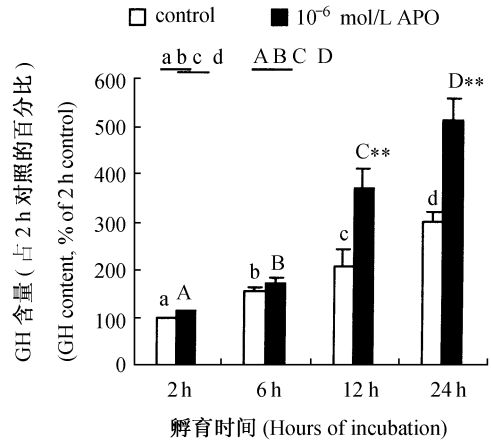 control
10⁻⁶ mol/L APO
a b c d
A B C D
GH 含量 ( 占 2 h 对照的百分比 )
(GH content, % of 2 h control)
600
500
400
300
200
100
0
a
A
b
B
c
C**
d
D**
2 h
6 h
12 h
24 h
孵育时间 (Hours of incubation)